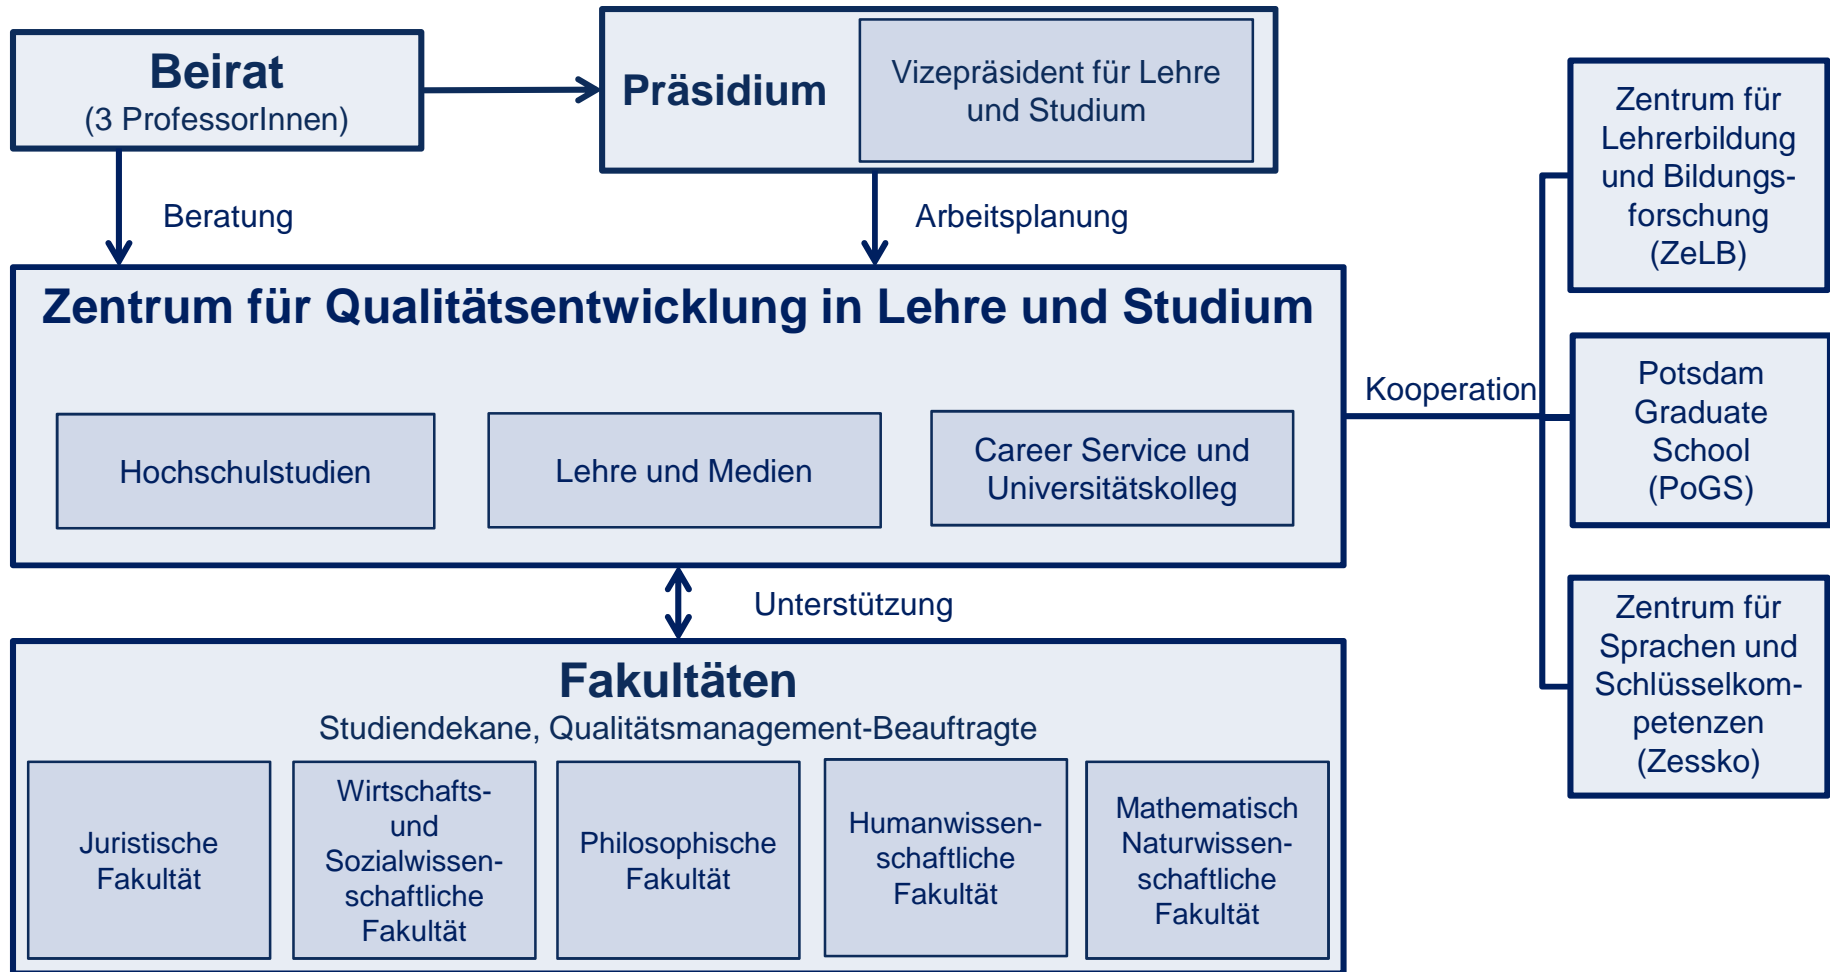 Beirat
(3 ProfessorInnen)
Präsidium
Vizepräsident für Lehre
und Studium
Beratung
Arbeitsplanung
Zentrum für Qualitätsentwicklung in Lehre und Studium
Hochschulstudien
Lehre und Medien
Career Service und
Universitätskolleg
Kooperation
Zentrum für
Lehrerbildung
und Bildungs-
forschung
(ZeLB)
Potsdam
Graduate
School
(PoGS)
Zentrum für
Sprachen und
Schlüsselkom-
petenzen
(Zessko)
Unterstützung
Fakultäten
Studiendekane, Qualitätsmanagement-Beauftragte
Juristische
Fakultät
Wirtschafts-
und
Sozialwissen-
schaftliche
Fakultät
Philosophische
Fakultät
Humanwissen-
schaftliche
Fakultät
Mathematisch
Naturwissen-
schaftliche
Fakultät